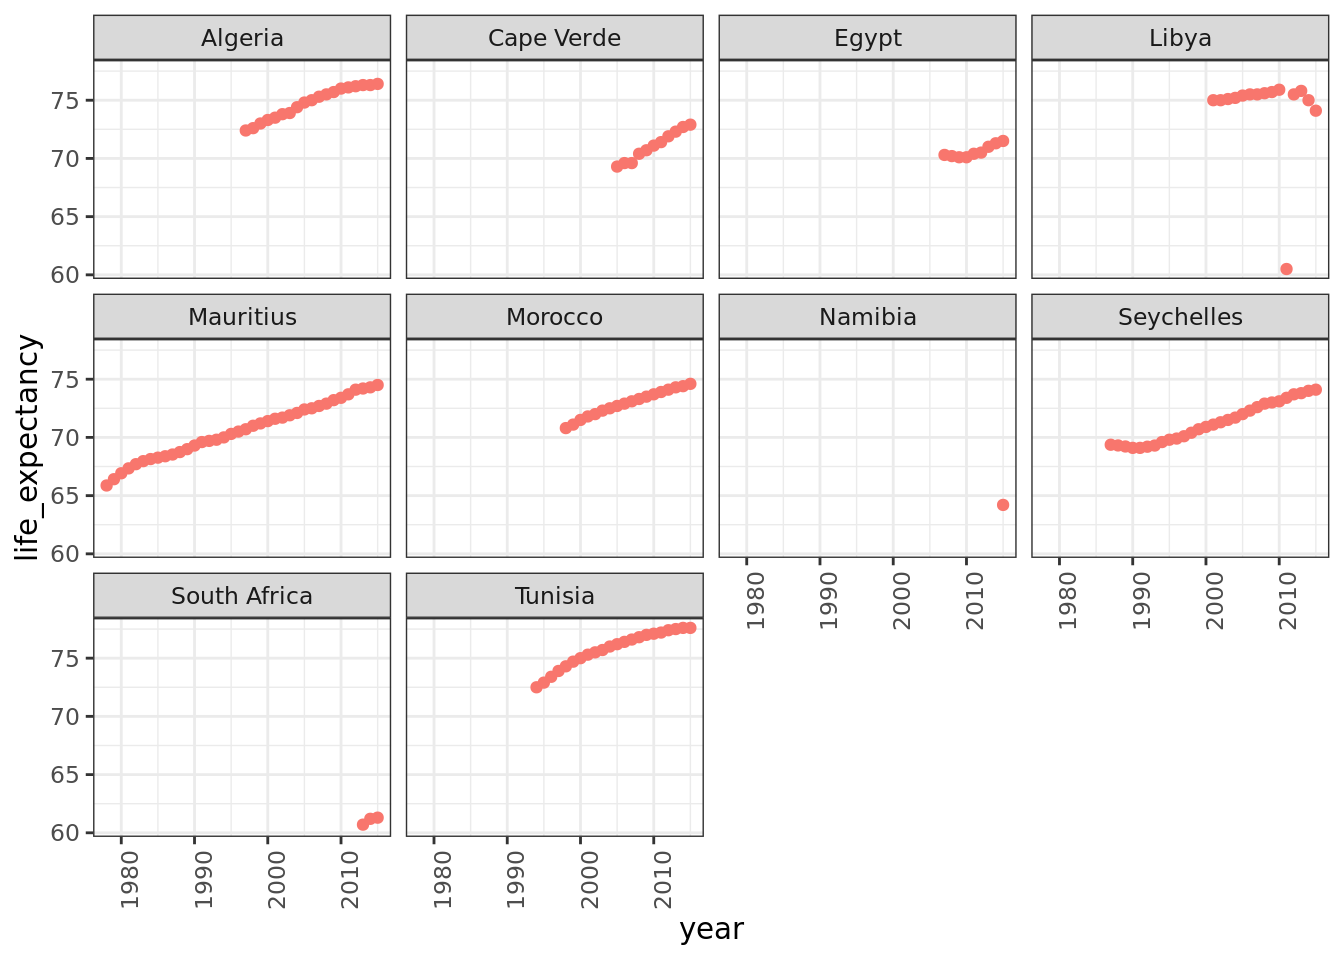 Algeria
Cape Verde
Egypt
Libya
75
70
65
60
Mauritius
Morocco
Namibia
Seychelles
75
70
65
60
life_expectancy
1980
1990
2000
2010
1980
1990
2000
2010
South Africa
Tunisia
75
70
65
60
1980
1990
2000
2010
1980
1990
2000
2010
year